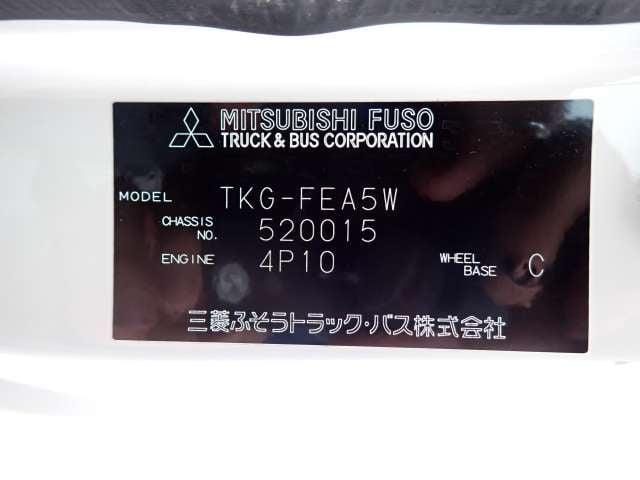 MITSUBISHI FUSO
TRUCK & BUS CORPORATION
MODEL TKG-FEA5W
CHASSIS NO. 520015
ENGINE 4P10 WHEEL BASE C
三菱ふそうトラック・バス株式会社